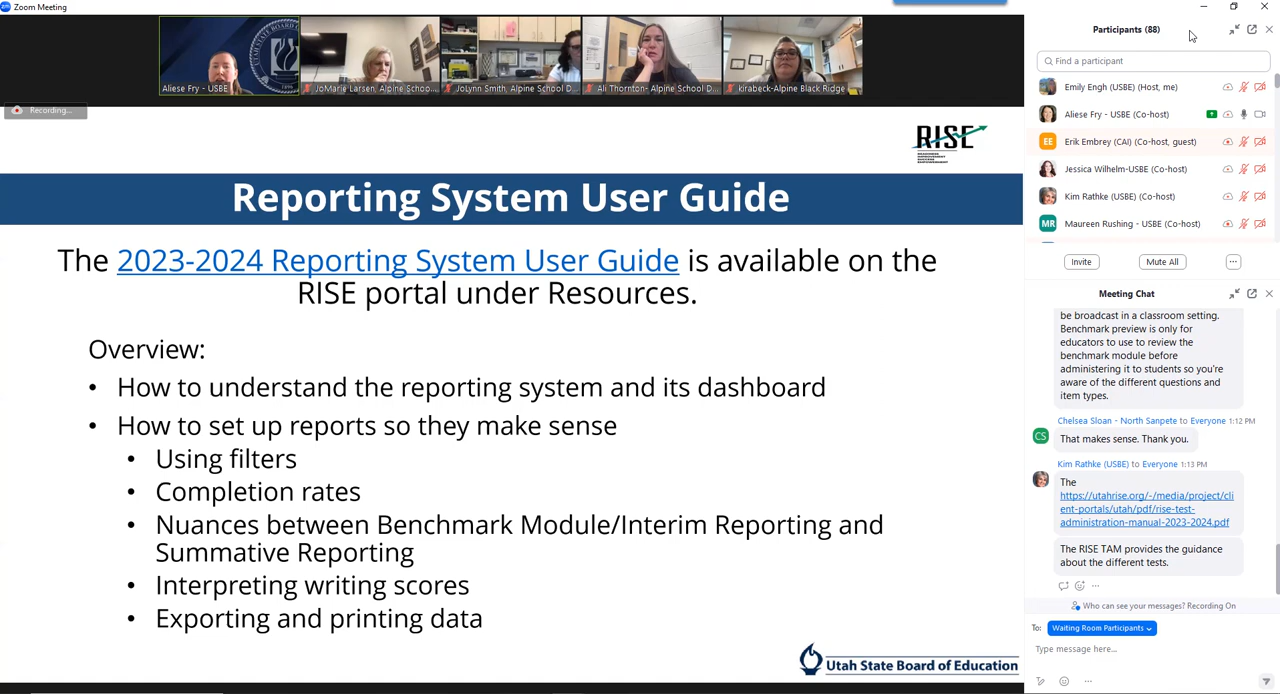 Zoom Meeting
Aliese Fry - USBE
JoMarie Larsen, Alpine Schoo...
JoLynn Smith, Alpine School D...
Ali Thornton- Alpine School D...
kirabeck-Alpine Black Ridge
Recording...
RISE
Reporting System User Guide
The 2023-2024 Reporting System User Guide is available on the
RISE portal under Resources.
Overview:
• How to understand the reporting system and its dashboard
• How to set up reports so they make sense
• Using filters
• Completion rates
• Nuances between Benchmark Module/Interim Reporting and
Summative Reporting
• Interpreting writing scores
• Exporting and printing data
Utah State Board of Education
Participants (88)
Find a participant
Emily Engh (USBE) (Host, me)
Aliese Fry - USBE (Co-host)
EE
Erik Embrey (CAI) (Co-host, guest)
Jessica Wilhelm-USBE (Co-host)
Kim Rathke (USBE) (Co-host)
MR
Maureen Rushing - USBE (Co-host)
Invite
Mute All
...
Meeting Chat
be broadcast in a classroom setting.
Benchmark preview is only for
educators to use to review the
benchmark module before
administering it to students so you're
aware of the different questions and
item types.
Chelsea Sloan - North Sanpete to Everyone 1:12 PM
CS
That makes sense. Thank you.
Kim Rathke (USBE) to Everyone 1:13 PM
The
https://utahrise.org/-/media/project/cli
ent-portals/utah/pdf/rise-test-
administration-manual-2023-2024.pdf
The RISE TAM provides the guidance
about the different tests.
Who can see your messages? Recording On
To: Waiting Room Participants
Type message here...